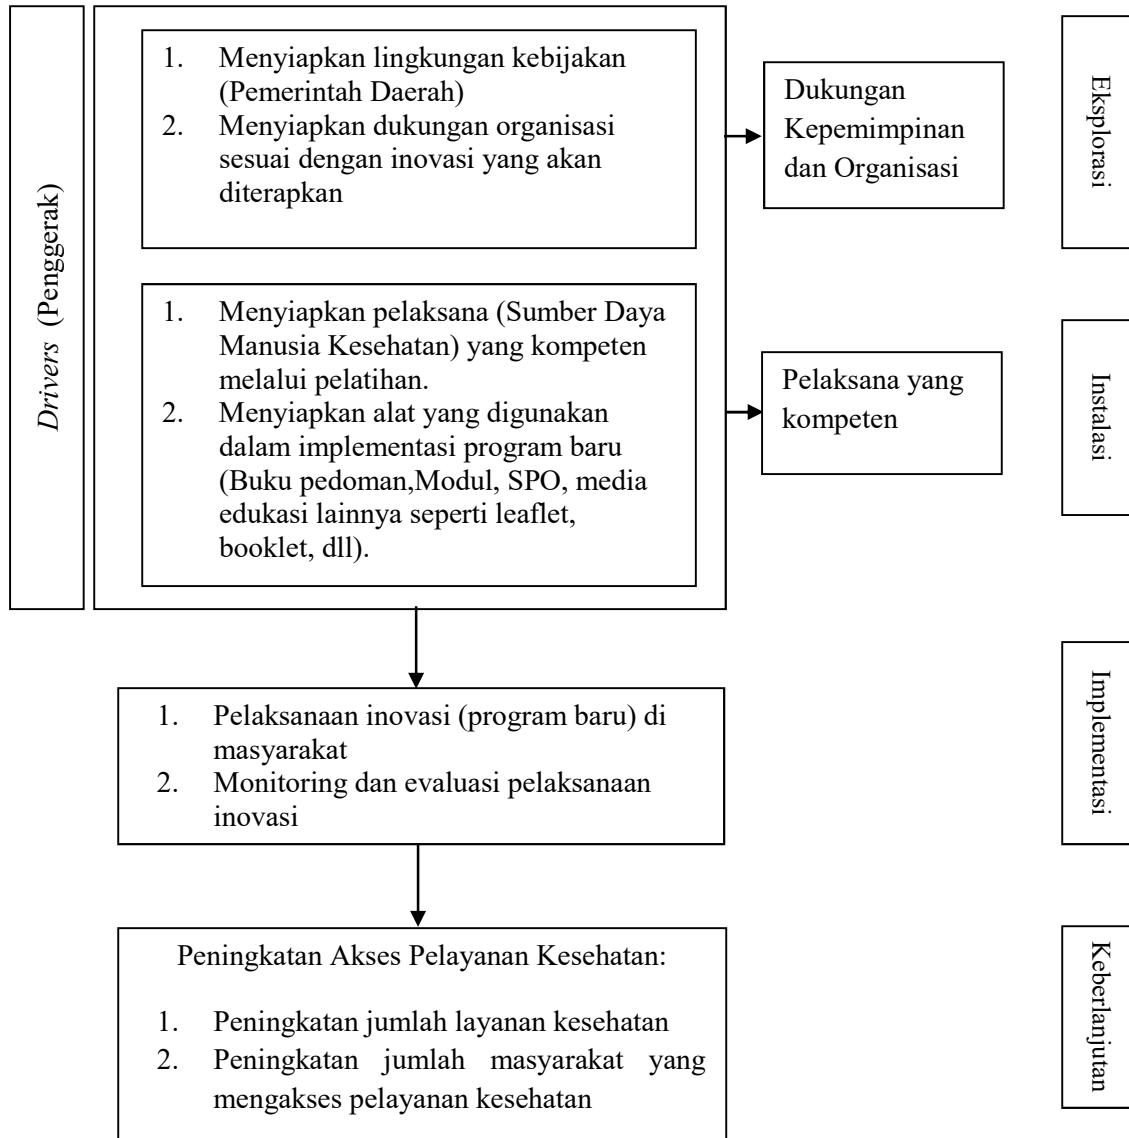 Drivers (Penggerak)
1. Menyiapkan lingkungan kebijakan
(Pemerintah Daerah)
2. Menyiapkan dukungan organisasi
sesuai dengan inovasi yang akan
diterapkan
Dukungan
Kepemimpinan
dan Organisasi
Eksplorasi
1. Menyiapkan pelaksana (Sumber Daya
Manusia Kesehatan) yang kompeten
melalui pelatihan.
2. Menyiapkan alat yang digunakan
dalam implementasi program baru
(Buku pedoman,Modul, SPO, media
edukasi lainnya seperti leaflet,
booklet, dll).
Pelaksana yang
kompeten
Instalasi
1. Pelaksanaan inovasi (program baru) di
masyarakat
2. Monitoring dan evaluasi pelaksanaan
inovasi
Implementasi
Peningkatan Akses Pelayanan Kesehatan:
1. Peningkatan jumlah layanan kesehatan
2. Peningkatan jumlah masyarakat yang
mengakses pelayanan kesehatan
Keberlanjutan